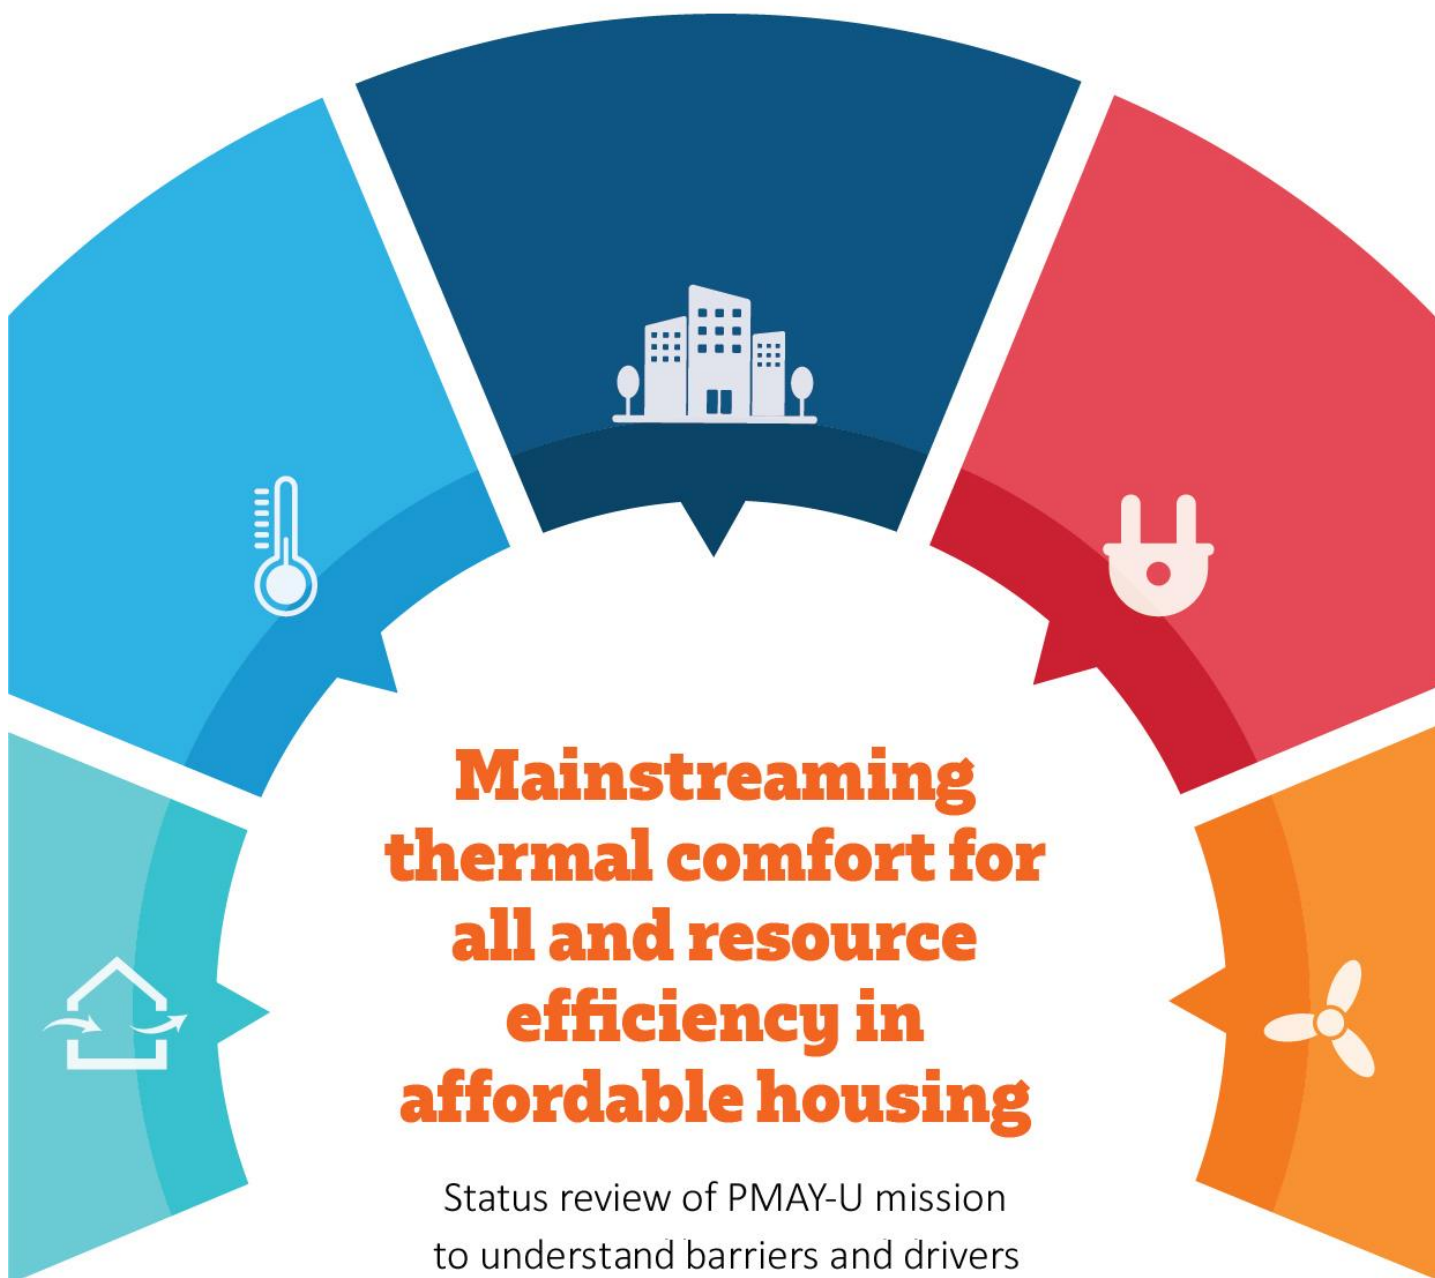 Mainstreaming
thermal comfort for
all and resource
efficiency in
affordable housing
Status review of PMAY-U mission
to understand barriers and drivers